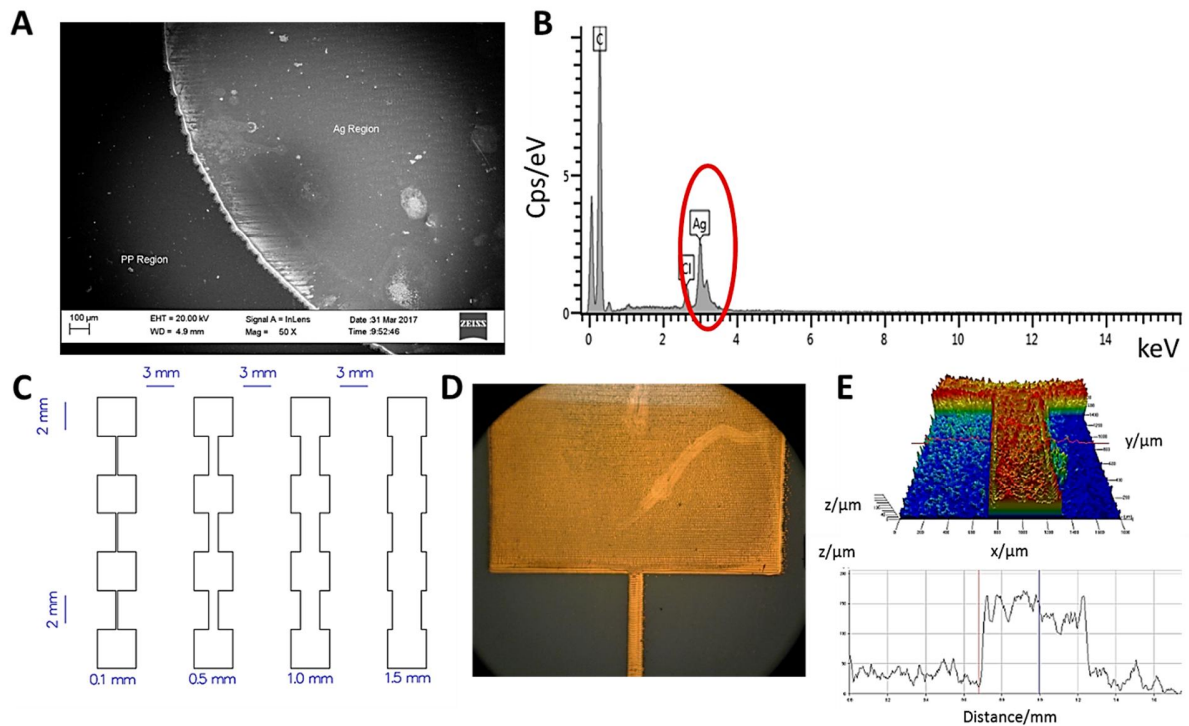 A
Ag Region
PP Region
100 µm
EHT = 20.00 kV
WD = 4.9 mm
Signal A = InLens
Mag = 50 X
Date :31 Mar 2017
Time :9:52:46
ZEISS
B
Cps/eV
C
Ag
Cl
5
0
0 2 4 6 8 10 12 14
keV
C
3 mm 3 mm 3 mm
2 mm
2 mm
0.1 mm 0.5 mm 1.0 mm 1.5 mm
D
E
y/µm
z/µm
x/µm
z/µm
Distance/mm